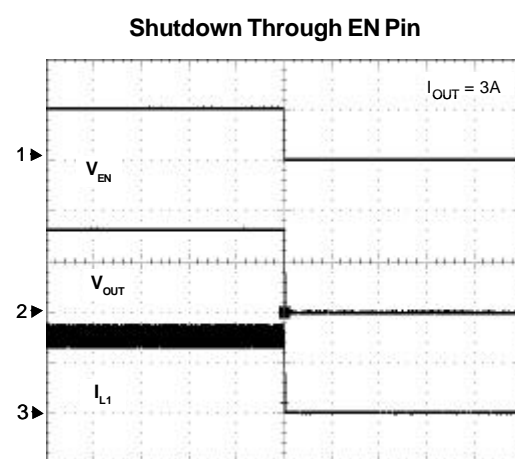 Shutdown Through EN Pin
I_OUT = 3A
1
V_EN
V_OUT
2
I_L1
3